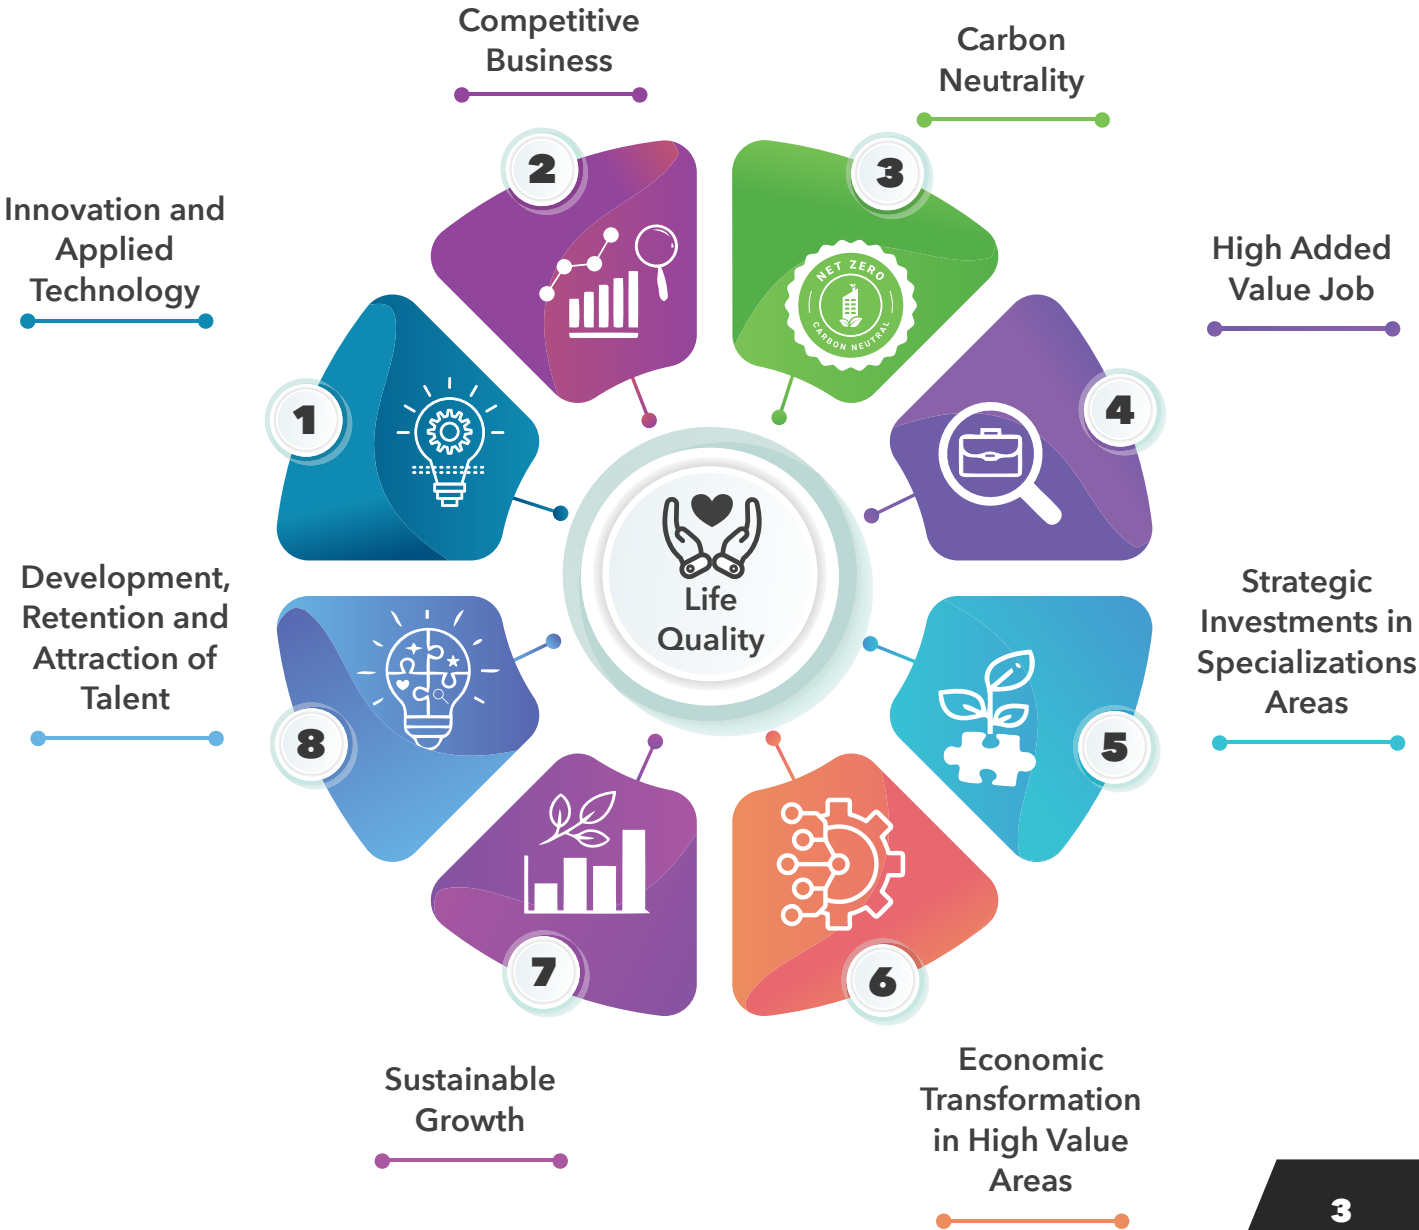 Competitive
Business
Carbon
Neutrality
Innovation and
Applied
Technology
High Added
Value Job
2
3
NET ZERO
CARBON NEUTRAL
1
4
Life
Quality
Development,
Retention and
Attraction of
Talent
Strategic
Investments in
Specializations
Areas
8
5
7
6
Sustainable
Growth
Economic
Transformation
in High Value
Areas
3